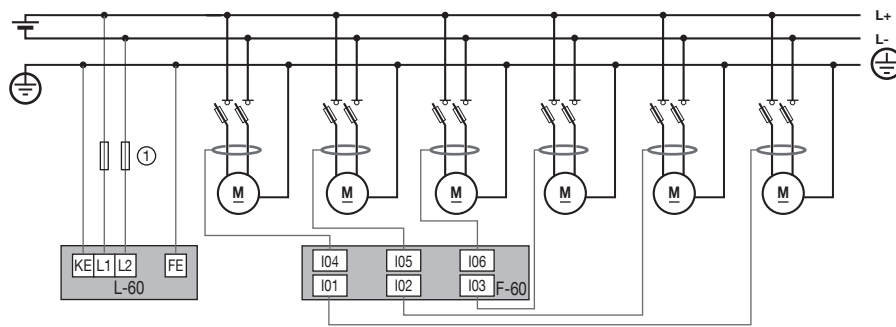 L+
L-
1
M M M M M M
KE L1 L2 FE
L-60
I04 I05 I06
I01 I02 I03
F-60